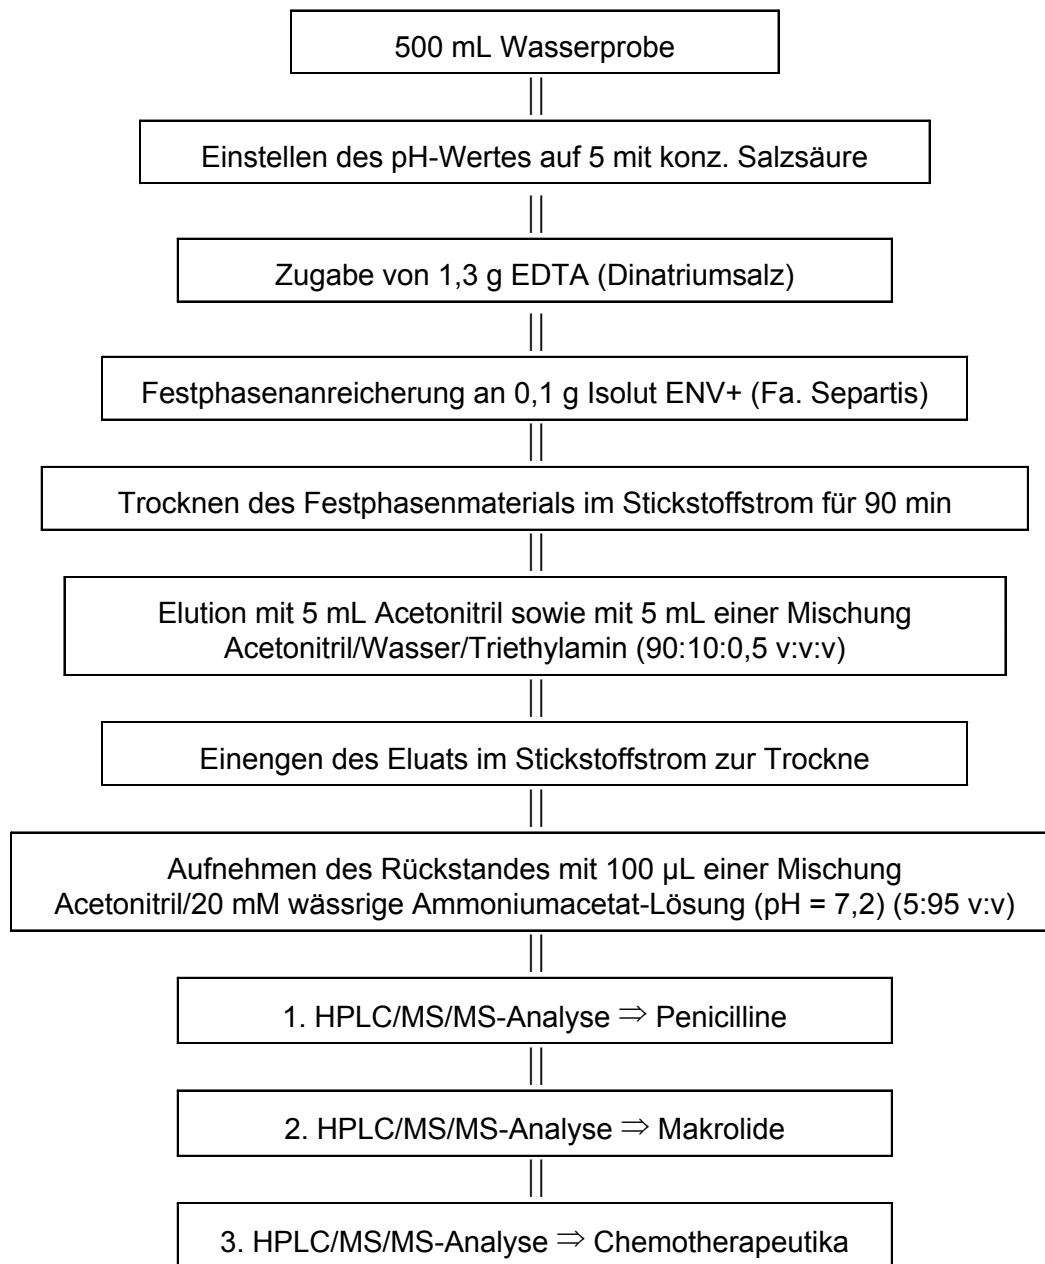 500 mL Wasserprobe
Einstellen des pH-Wertes auf 5 mit konz. Salzsäure
Zugabe von 1,3 g EDTA (Dinatriumsalz)
Festphasenanreicherung an 0,1 g Isolut ENV+ (Fa. Separtis)
Trocknen des Festphasenmaterials im Stickstoffstrom für 90 min
Elution mit 5 mL Acetonitril sowie mit 5 mL einer Mischung
Acetonitril/Wasser/Triethylamin (90:10:0,5 v:v:v)
Einengen des Eluats im Stickstoffstrom zur Trockne
Aufnehmen des Rückstandes mit 100 µL einer Mischung
Acetonitril/20 mM wässrige Ammoniumacetat-Lösung (pH = 7,2) (5:95 v:v)
1. HPLC/MS/MS-Analyse ⇒ Penicilline
2. HPLC/MS/MS-Analyse ⇒ Makrolide
3. HPLC/MS/MS-Analyse ⇒ Chemotherapeutika